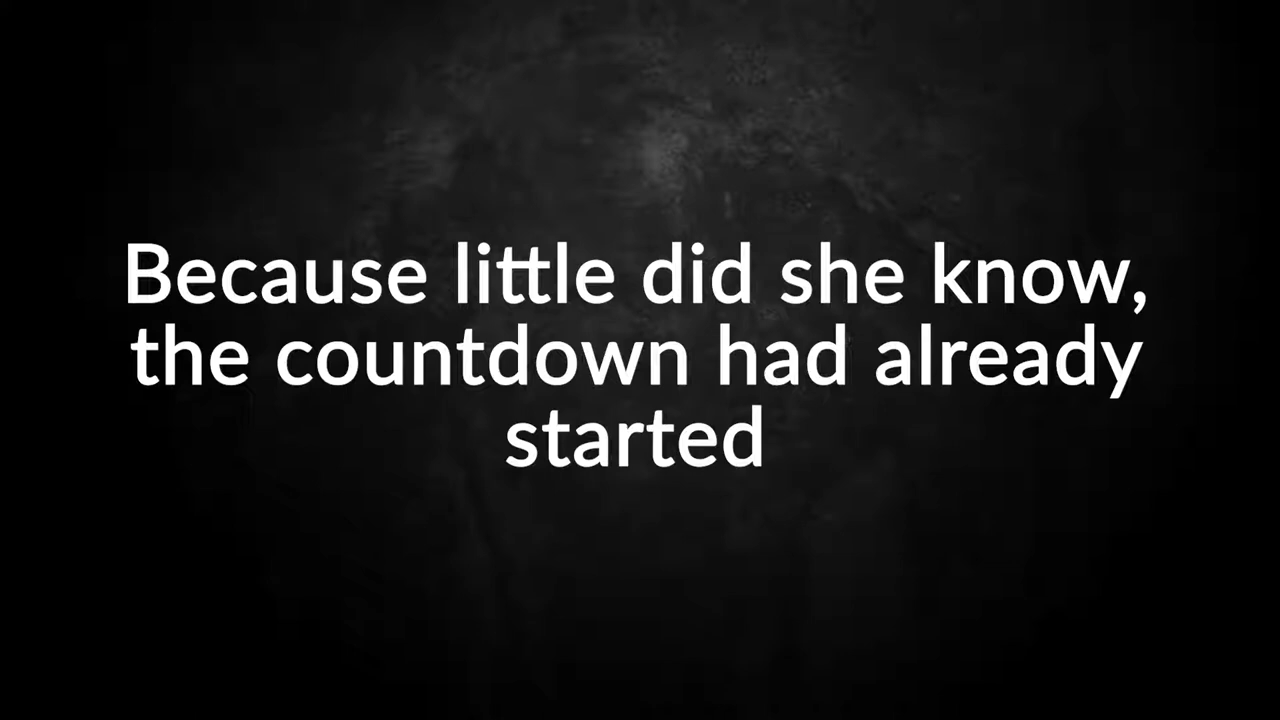 Because little did she know,
the countdown had already
started